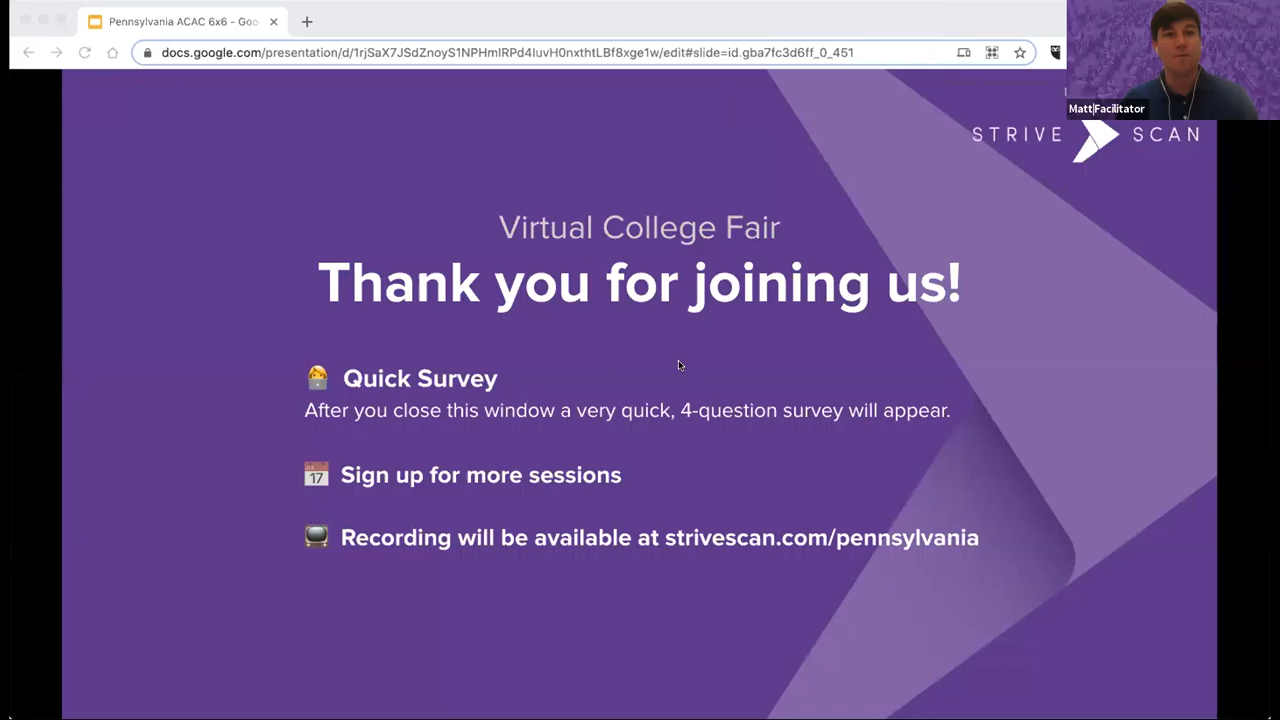 Pennsylvania ACAC 6x6 - Goo
docs.google.com/presentation/d/1rjSaX7JSdZnoyS1NPHmIRPd4IuvH0nxthtLBf8xge1w/edit#slide=id.gba7fc3d6ff_0_451
Matt|Facilitator
STRIVE SCAN
Virtual College Fair
Thank you for joining us!
Quick Survey
After you close this window a very quick, 4-question survey will appear.
17
Sign up for more sessions
Recording will be available at strivescan.com/pennsylvania